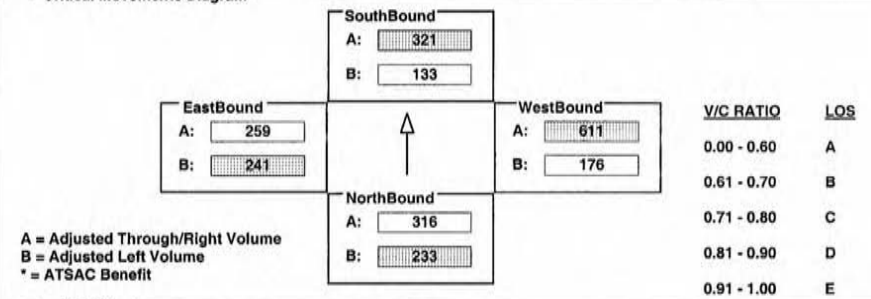 SouthBound
A: 321
B: 133
EastBound
A: 259
B: 241
WestBound
A: 611
B: 176
NorthBound
A: 316
B: 233
V/C RATIO LOS
0.00 - 0.60 A
0.61 - 0.70 B
0.71 - 0.80 C
0.81 - 0.90 D
0.91 - 1.00 E
A = Adjusted Through/Right Volume
B = Adjusted Left Volume
* = ATSAC Benefit